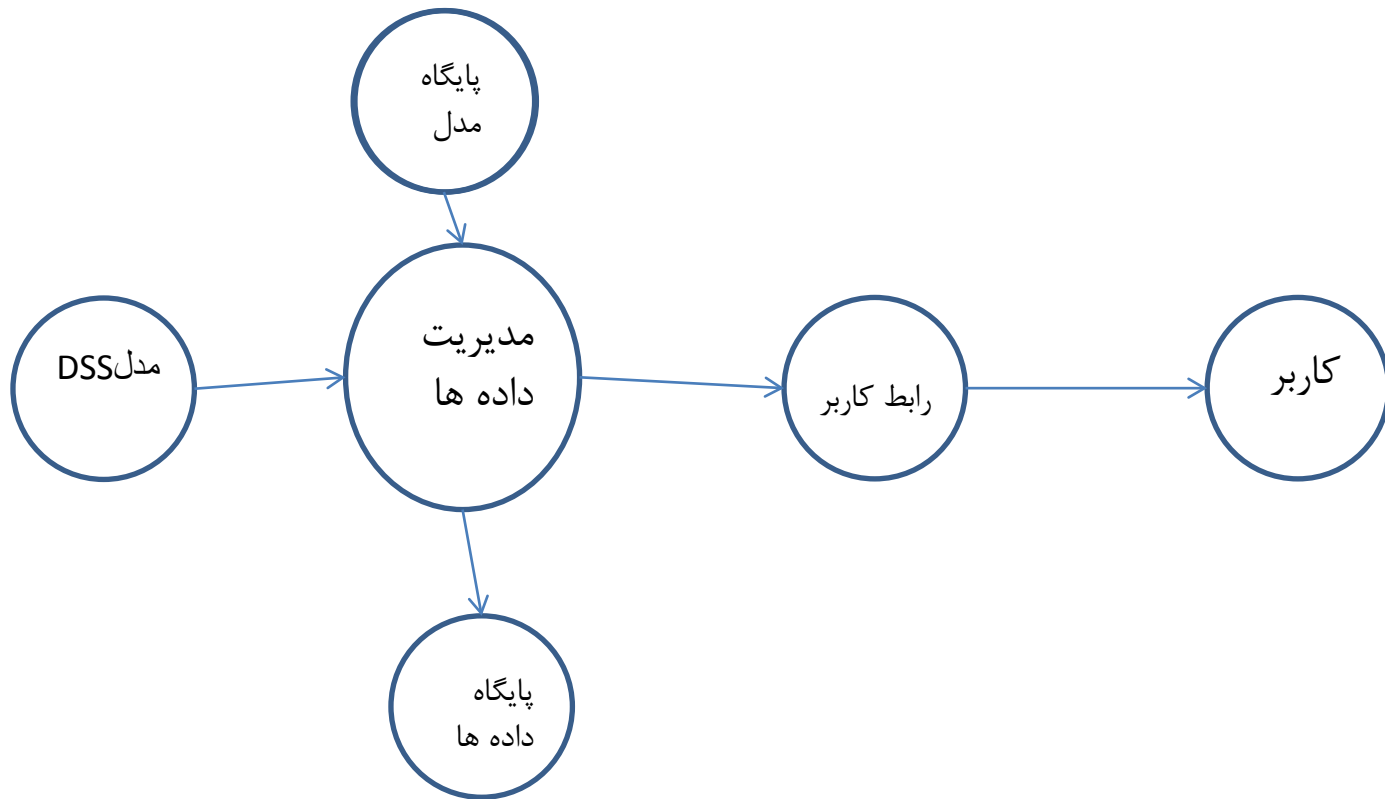 پایگاه
مدل
مدلDSS
مدیریت
داده ها
رابط کاربر
کاربر
پایگاه
داده ها